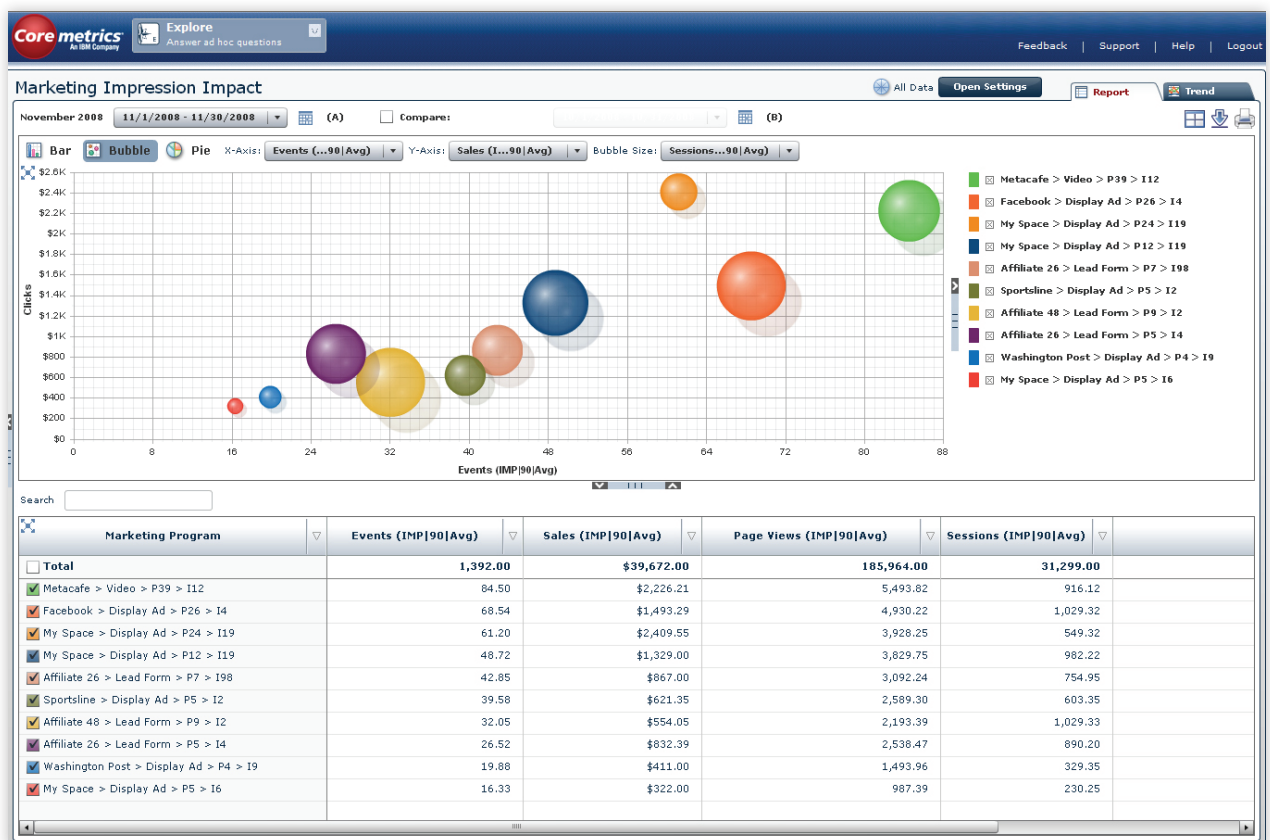 Core metrics
An IBM Company
Explore
Answer ad hoc questions
Feedback | Support | Help | Logout
Marketing Impression Impact
All Data
Open Settings
Report
Trend
November 2008
11/1/2008 - 11/30/2008
(A)
Compare:
(B)
Bar
Bubble
Pie
X-Axis: Events (...90|Avg)
Y-Axis: Sales (I...90|Avg)
Bubble Size: Sessions...90|Avg)
$2.6K
$2.4K
$2.2K
$2K
$1.8K
$1.6K
$1.4K
$1.2K
$1K
$800
$600
$400
$200
$0
Clicks
0 8 16 24 32 40 48 56 64 72 80 88
Events (IMP|90|Avg)
Metacafe > Video > P39 > I12
Facebook > Display Ad > P26 > I4
My Space > Display Ad > P24 > I19
My Space > Display Ad > P12 > I19
Affiliate 26 > Lead Form > P7 > I98
Sportsline > Display Ad > P5 > I2
Affiliate 48 > Lead Form > P9 > I2
Affiliate 26 > Lead Form > P5 > I4
Washington Post > Display Ad > P4 > I9
My Space > Display Ad > P5 > I6
Search
Marketing Program Events (IMP|90|Avg) Sales (IMP|90|Avg) Page Views (IMP|90|Avg) Sessions (IMP|90|Avg)
Total 1,392.00 $39,672.00 185,964.00 31,299.00
Metacafe > Video > P39 > I12 84.50 $2,226.21 5,493.82 916.12
Facebook > Display Ad > P26 > I4 68.54 $1,493.29 4,930.22 1,029.32
My Space > Display Ad > P24 > I19 61.20 $2,409.55 3,928.25 549.32
My Space > Display Ad > P12 > I19 48.72 $1,329.00 3,829.75 982.22
Affiliate 26 > Lead Form > P7 > I98 42.85 $867.00 3,092.24 754.95
Sportsline > Display Ad > P5 > I2 39.58 $621.35 2,589.30 603.35
Affiliate 48 > Lead Form > P9 > I2 32.05 $554.05 2,193.39 1,029.33
Affiliate 26 > Lead Form > P5 > I4 26.52 $832.39 2,538.47 890.20
Washington Post > Display Ad > P4 > I9 19.88 $411.00 1,493.96 329.35
My Space > Display Ad > P5 > I6 16.33 $322.00 987.39 230.25